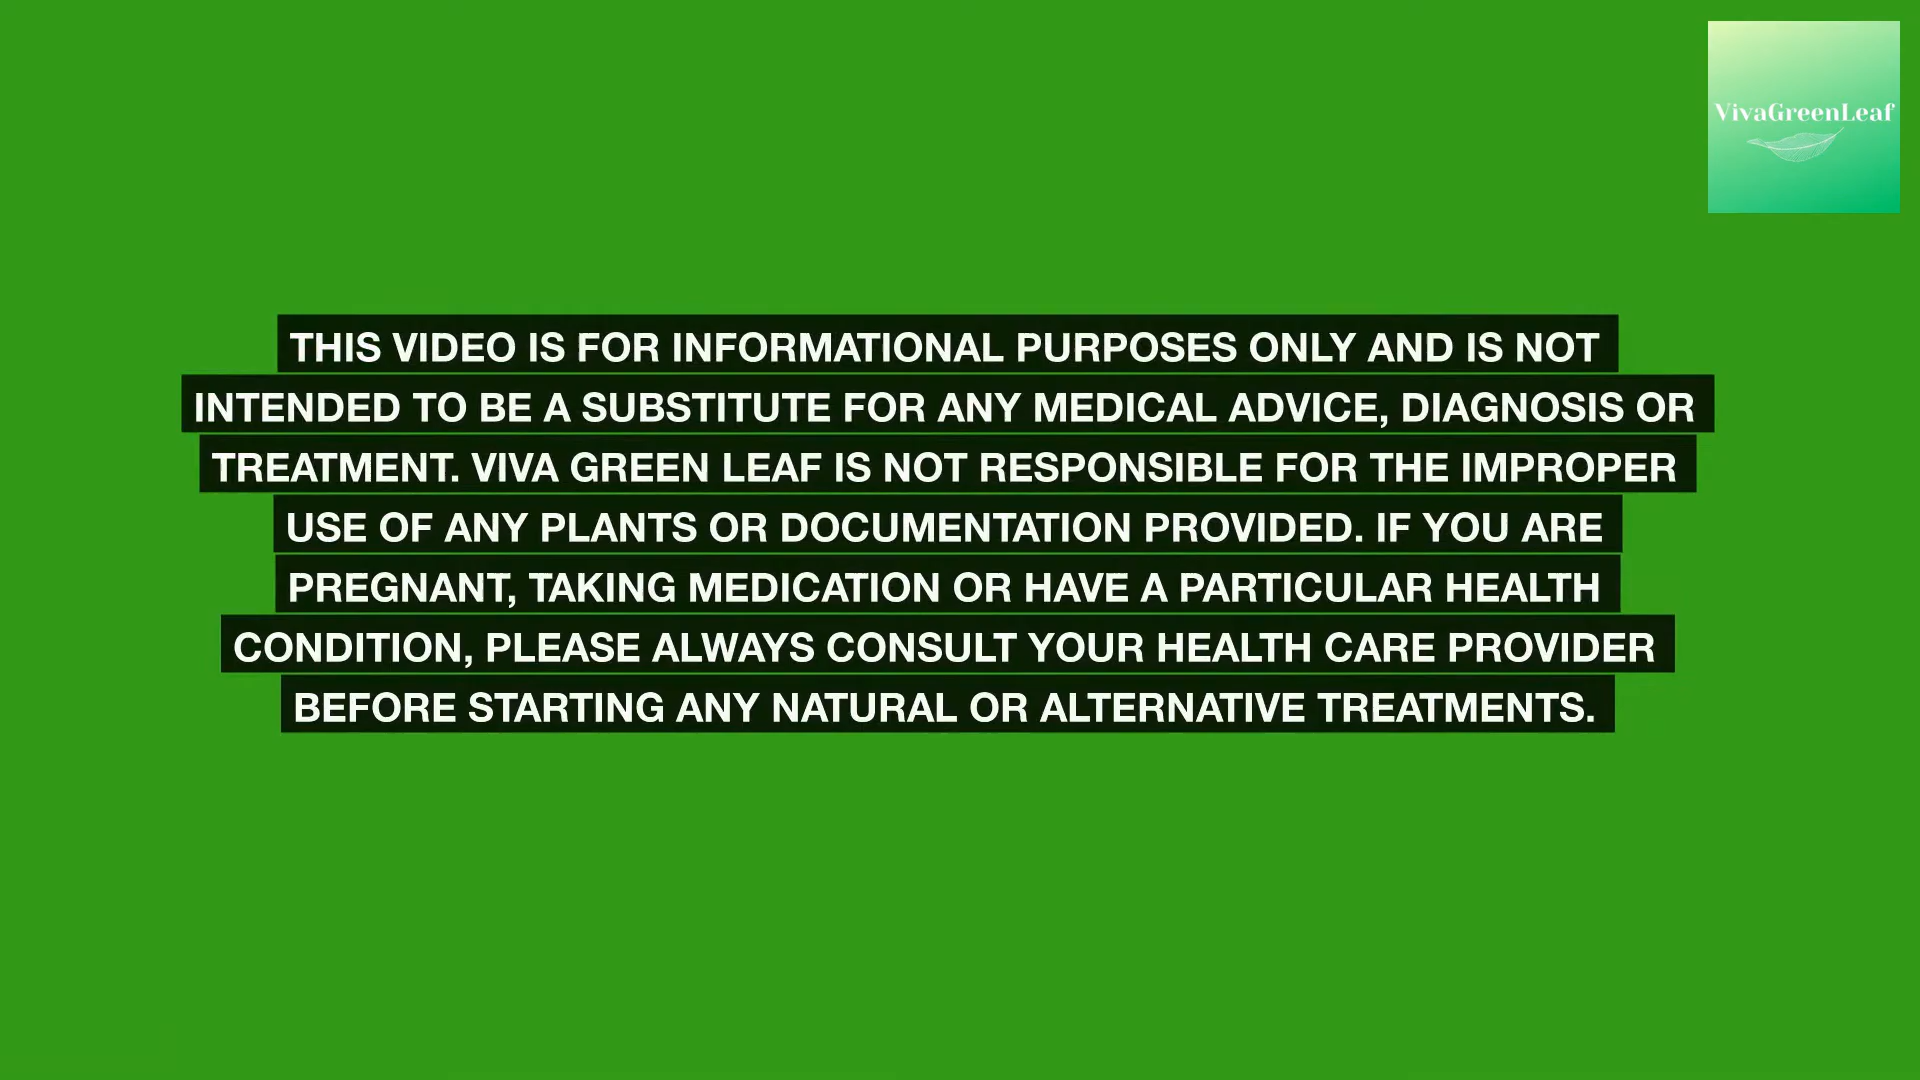 VivaGreenLeaf
THIS VIDEO IS FOR INFORMATIONAL PURPOSES ONLY AND IS NOT
INTENDED TO BE A SUBSTITUTE FOR ANY MEDICAL ADVICE, DIAGNOSIS OR
TREATMENT. VIVA GREEN LEAF IS NOT RESPONSIBLE FOR THE IMPROPER
USE OF ANY PLANTS OR DOCUMENTATION PROVIDED. IF YOU ARE
PREGNANT, TAKING MEDICATION OR HAVE A PARTICULAR HEALTH
CONDITION, PLEASE ALWAYS CONSULT YOUR HEALTH CARE PROVIDER
BEFORE STARTING ANY NATURAL OR ALTERNATIVE TREATMENTS.